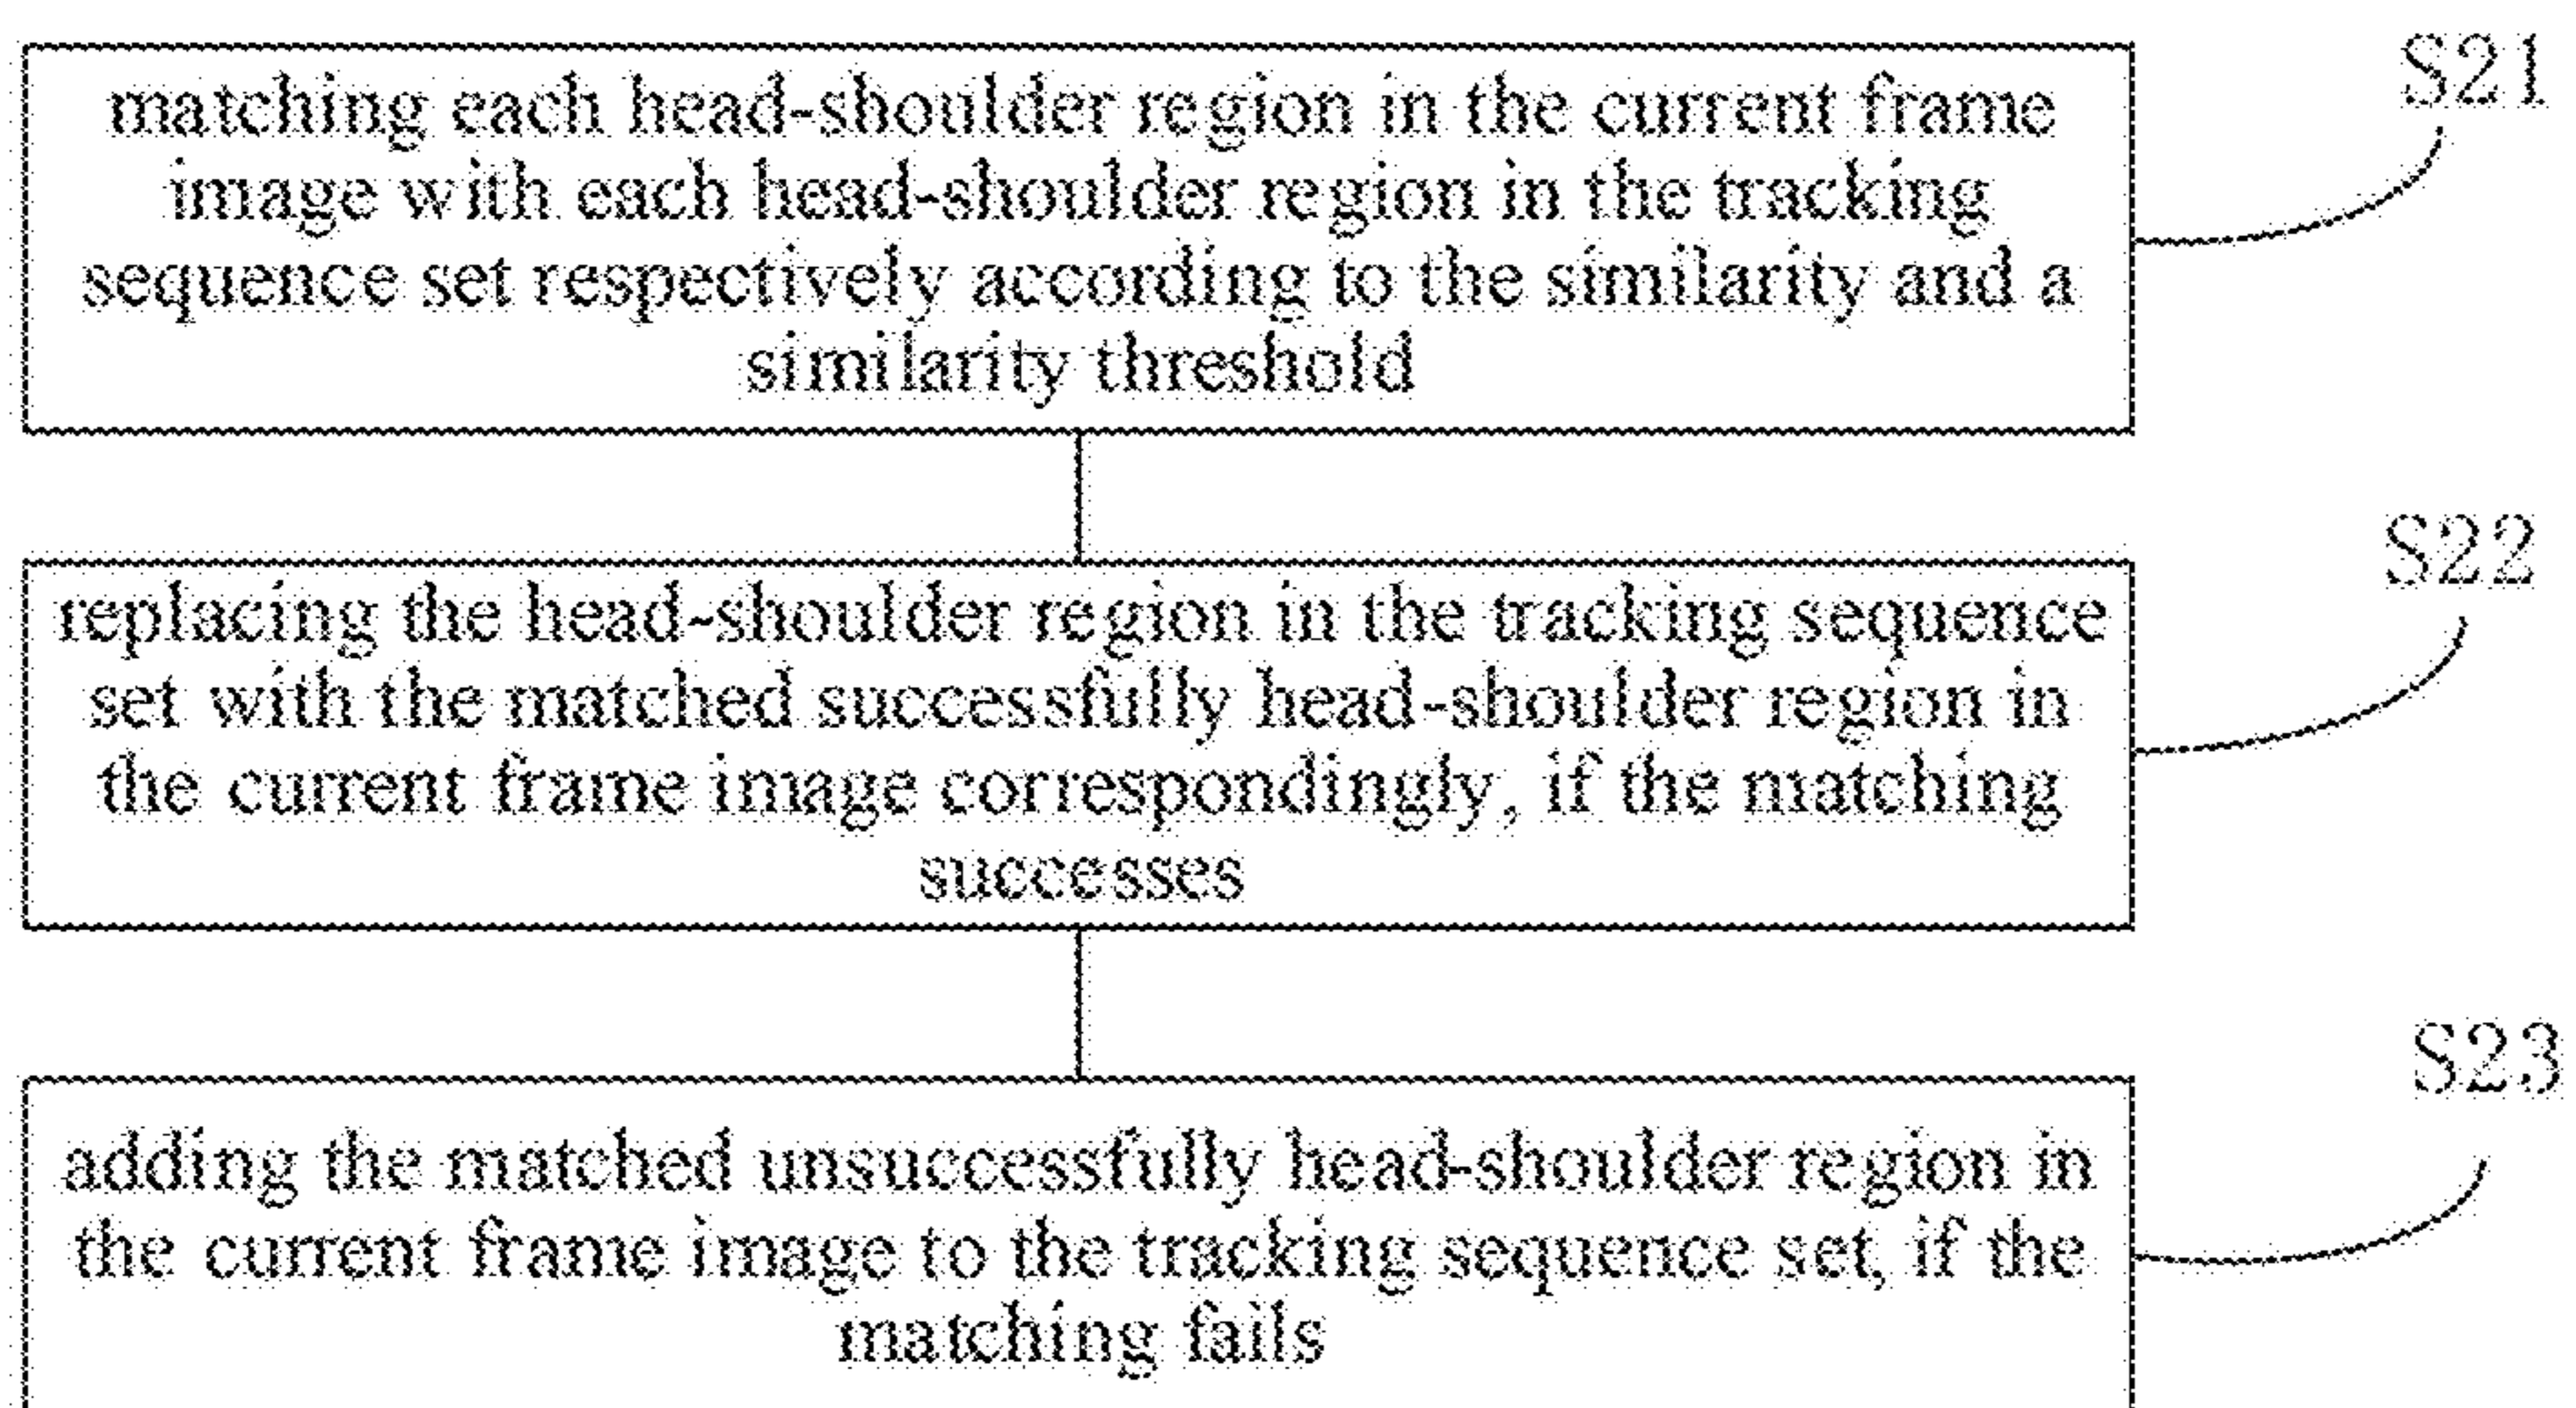 S21
matching each head-shoulder region in the current frame
image with each head-shoulder region in the tracking
sequence set respectively according to the similarity and a
similarity threshold
S22
replacing the head-shoulder region in the tracking sequence
set with the matched successfully head-shoulder region in
the current frame image correspondingly, if the matching
successes
S23
adding the matched unsuccessfully head-shoulder region in
the current frame image to the tracking sequence set, if the
matching fails